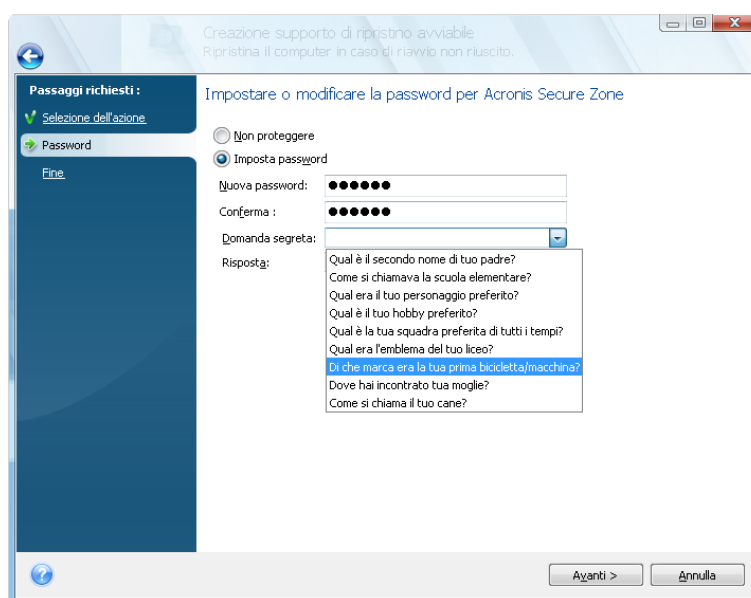 Creazione supporto di ripristino avviabile
Ripristina il computer in caso di riavvio non riuscito.
Passaggi richiesti :
Selezione dell'azione
Password
Fine
Impostare o modificare la password per Acronis Secure Zone
Non proteggere
Imposta password
Nuova password: ●●●●●●
Conferma : ●●●●●●
Domanda segreta:
Risposta:
Qual è il secondo nome di tuo padre?
Come si chiamava la scuola elementare?
Qual era il tuo personaggio preferito?
Qual è il tuo hobby preferito?
Qual è la tua squadra preferita di tutti i tempi?
Qual era l'emblema del tuo liceo?
Di che marca era la tua prima bicicletta/macchina?
Dove hai incontrato tua moglie?
Come si chiama il tuo cane?
Avanti > Annulla